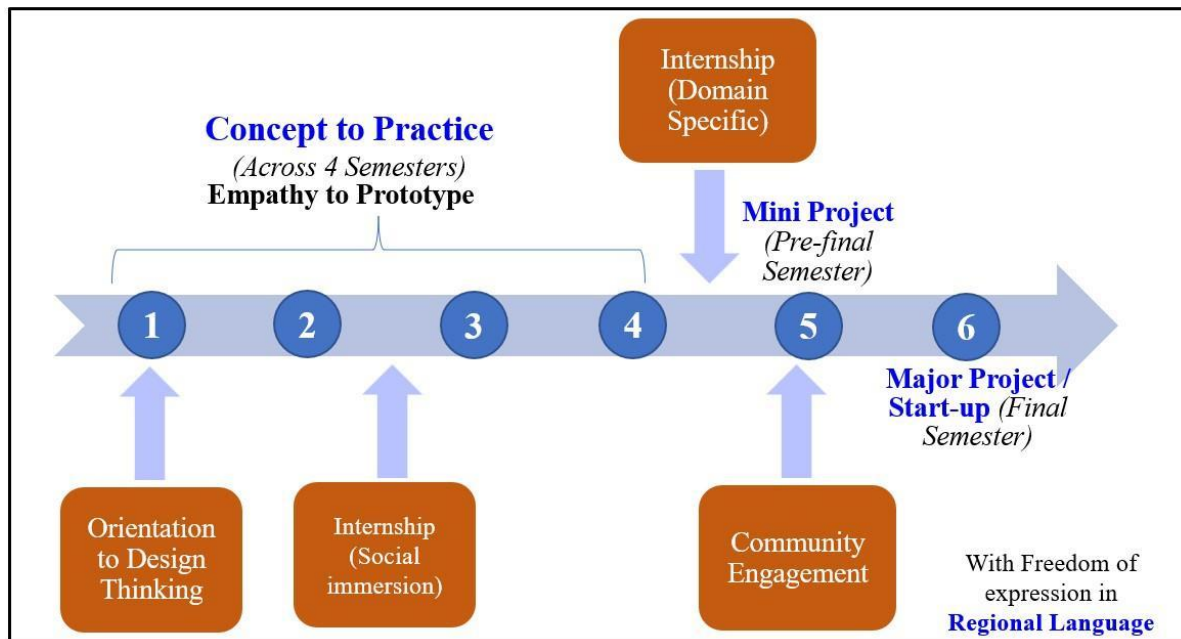 Internship
(Domain
Specific)
Concept to Practice
(Across 4 Semesters)
Empathy to Prototype
Mini Project
(Pre-final
Semester)
1
2
3
4
5
6
Major Project /
Start-up (Final
Semester)
Orientation
to Design
Thinking
Internship
(Social
immersion)
Community
Engagement
With Freedom of
expression in
Regional Language